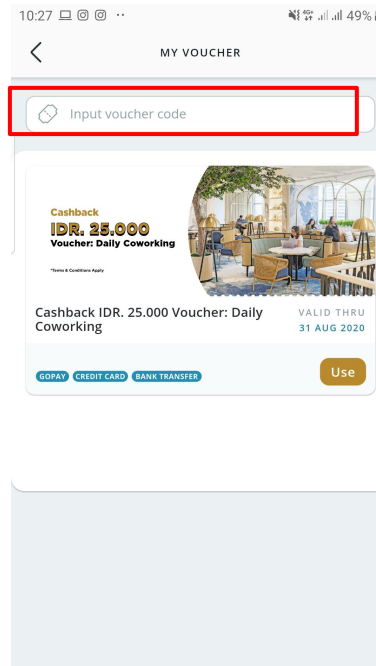 10:27 49%
MY VOUCHER
Input voucher code
Cashback
IDR. 25.000
Voucher: Daily Coworking
*Terms & Conditions Apply
Cashback IDR. 25.000 Voucher: Daily
Coworking
VALID THRU
31 AUG 2020
GOPAY CREDIT CARD BANK TRANSFER
Use